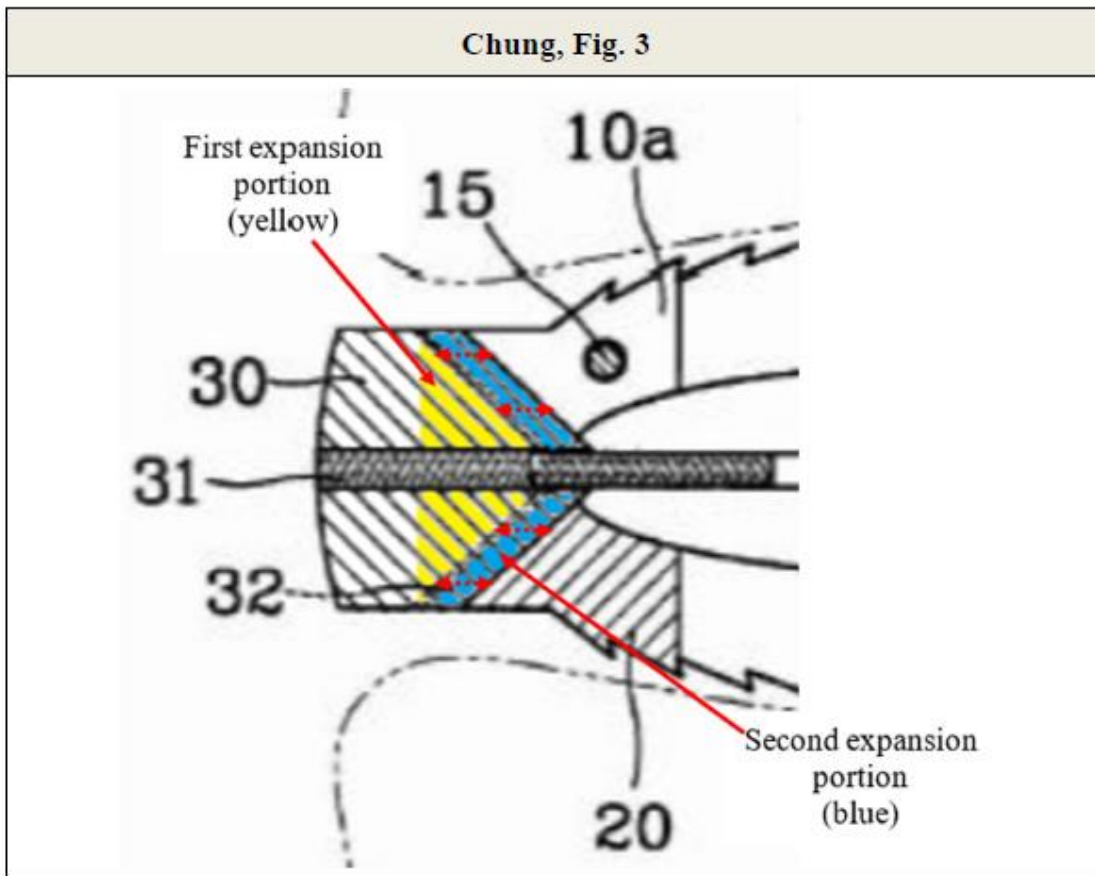 Chung, Fig. 3
First expansion
portion
(yellow)
10a
15
30
31
32
Second expansion
portion
(blue)
20